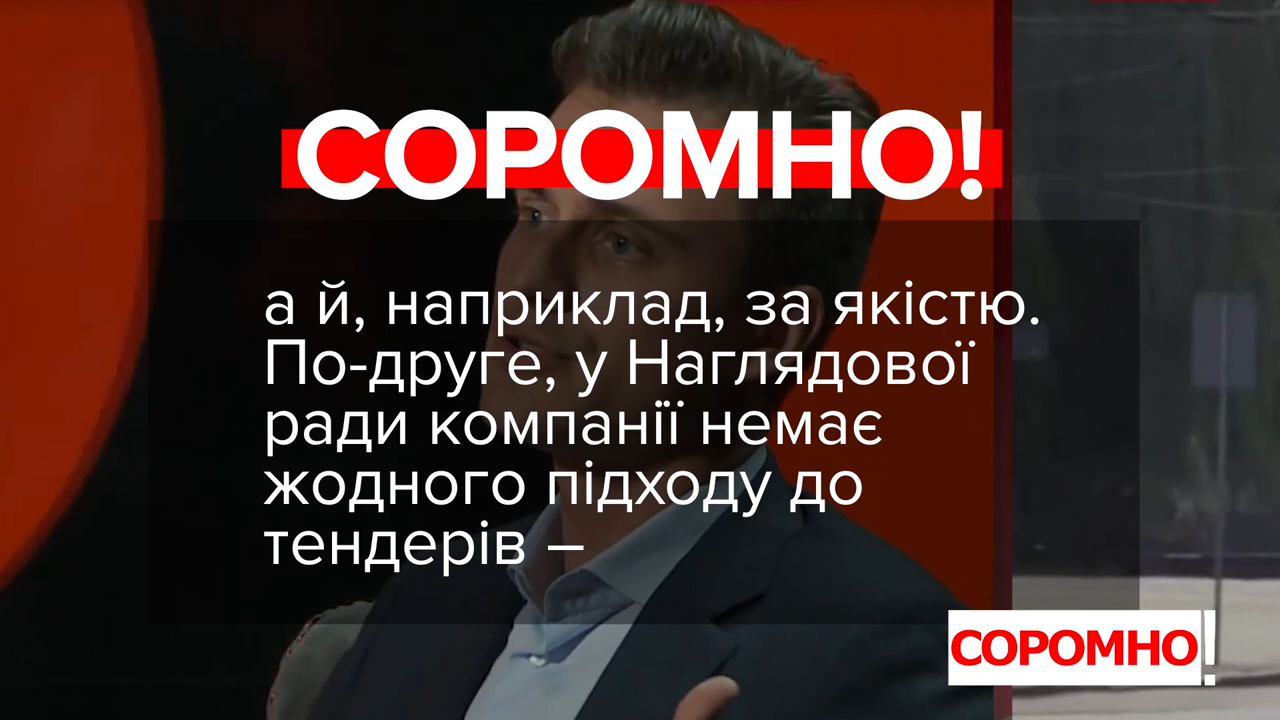 СОРОМНО!
а й, наприклад, за якістю.
По-друге, у Наглядової
ради компанії немає
жодного підходу до
тендерів –
СОРОМНО!